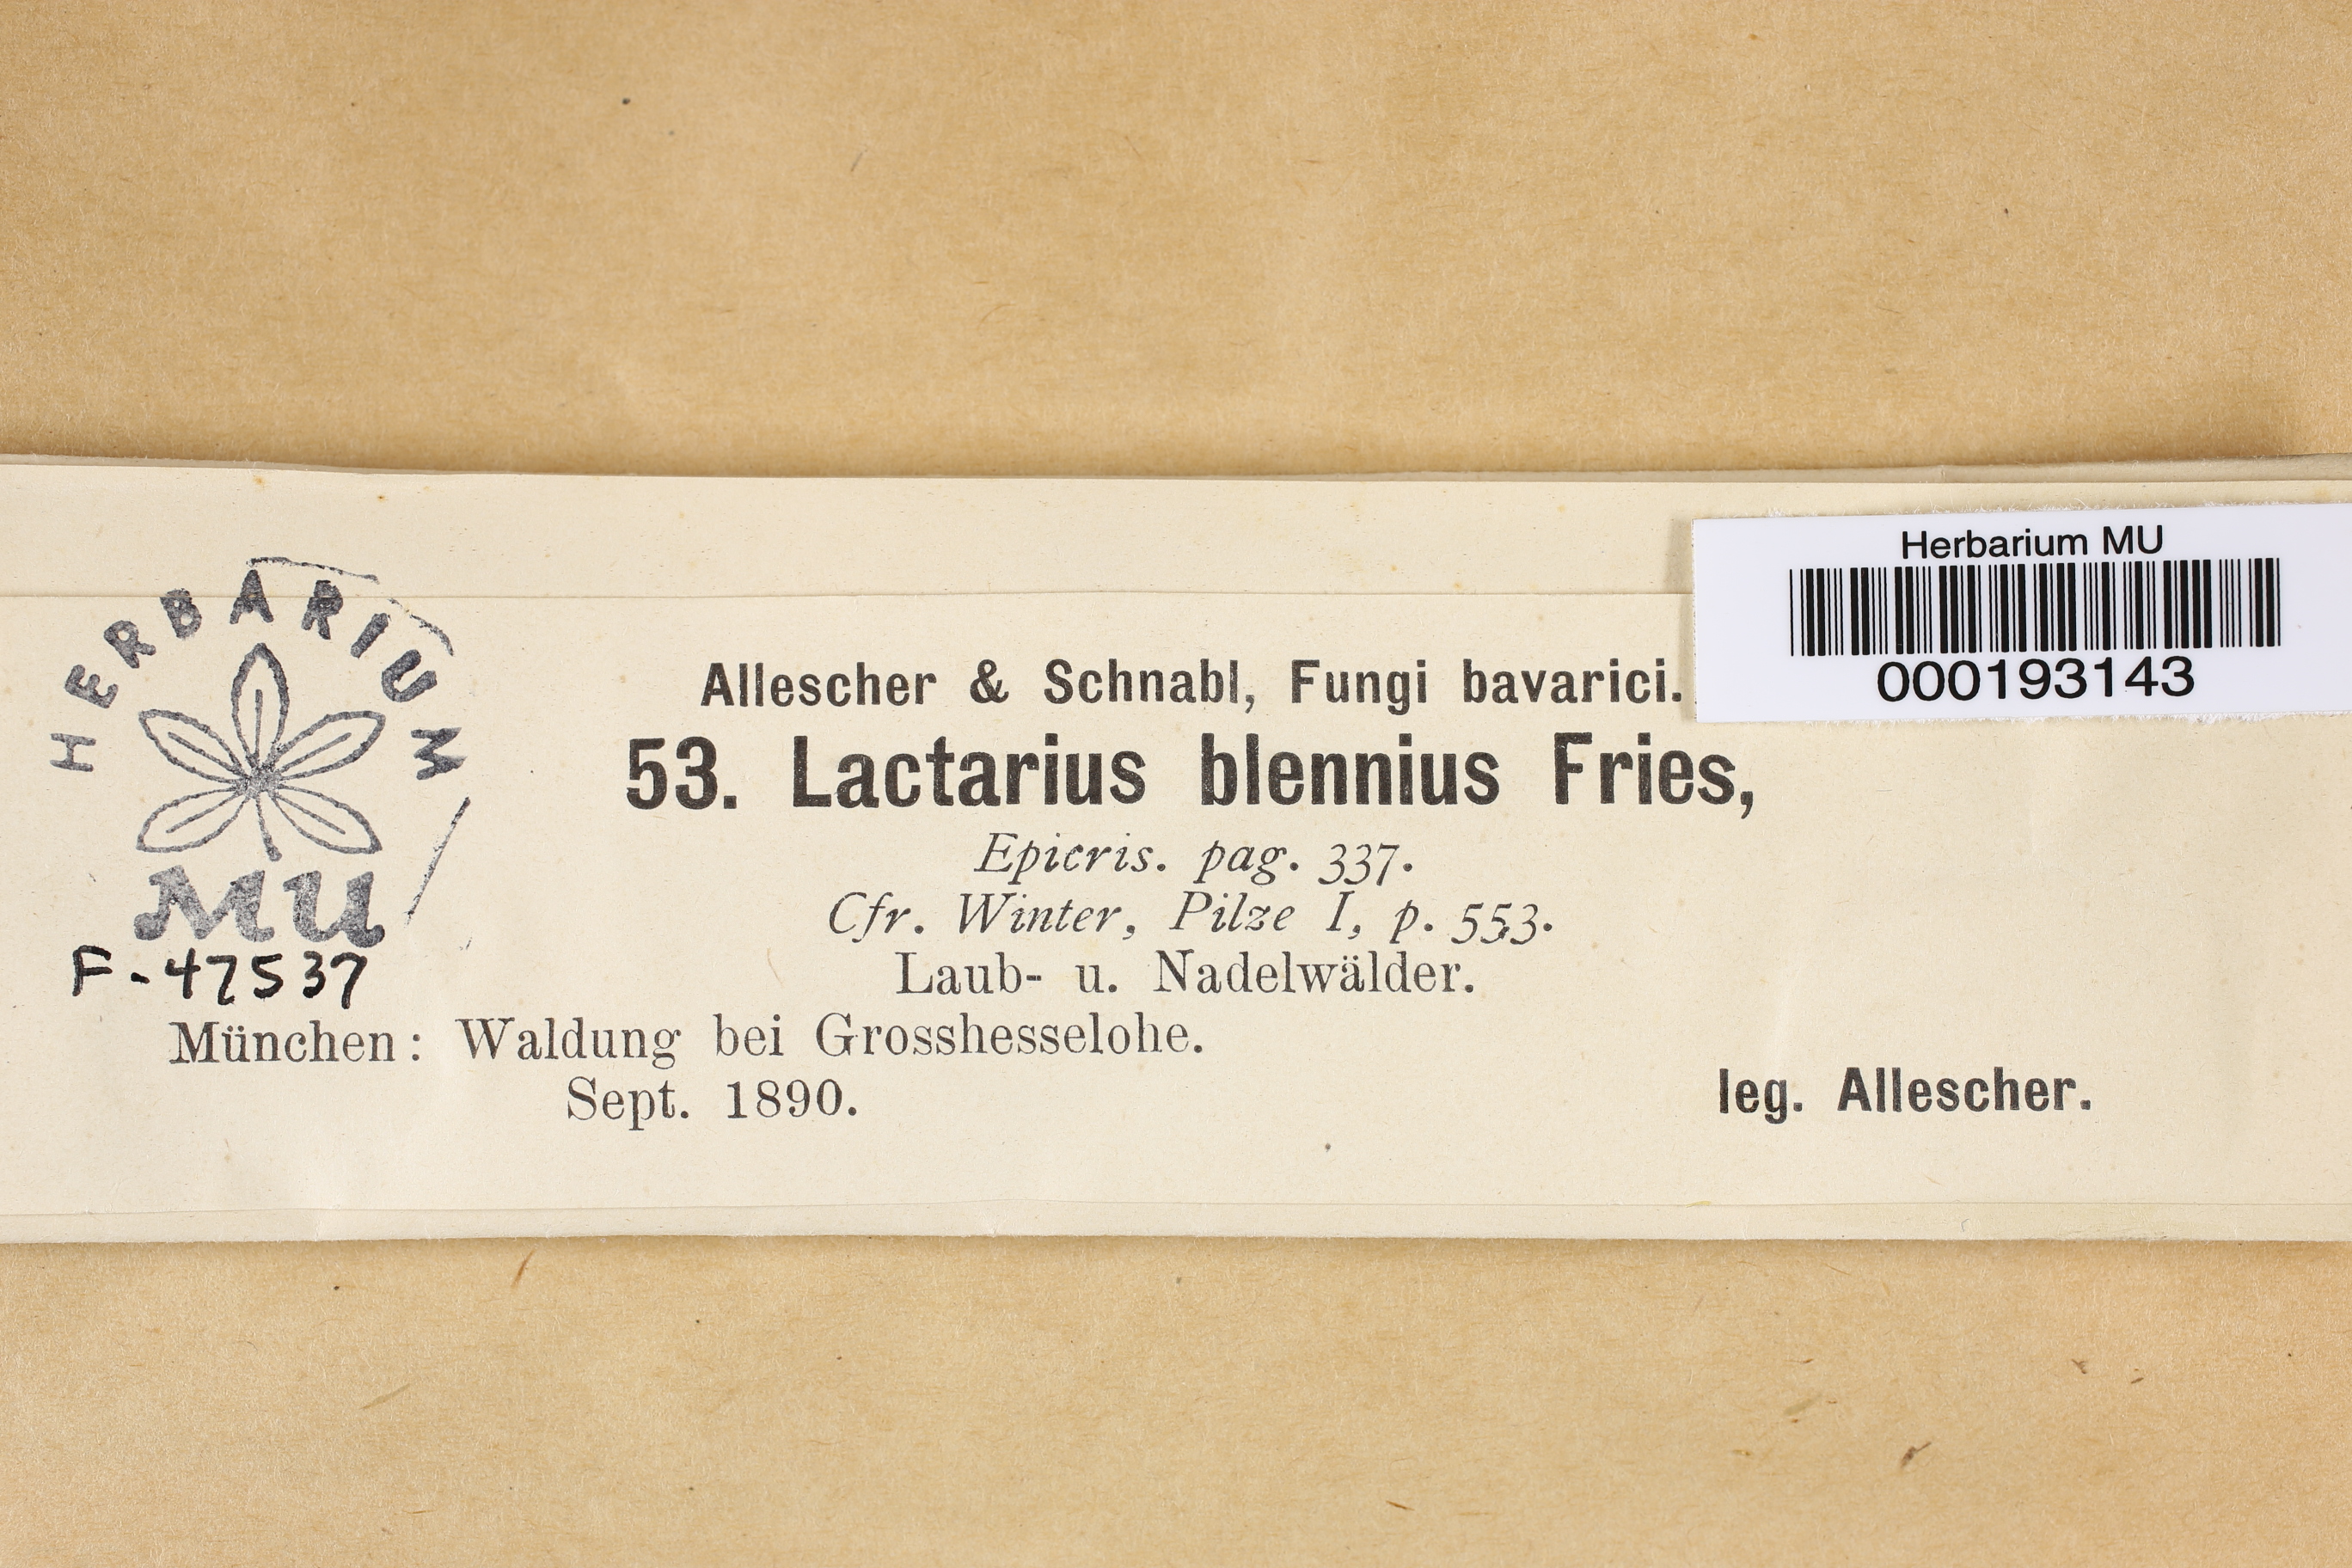 Herbarium MU
000193143
HERBARIUM
MU
F-47537
Allescher & Schnabl, Fungi bavarici.
53. Lactarius blennius Fries,
Epicris. pag. 337.
Cfr. Winter, Pilze I, p. 553.
Laub- u. Nadelwälder.
München: Waldung bei Grosshesselohe.
Sept. 1890.
leg. Allescher.